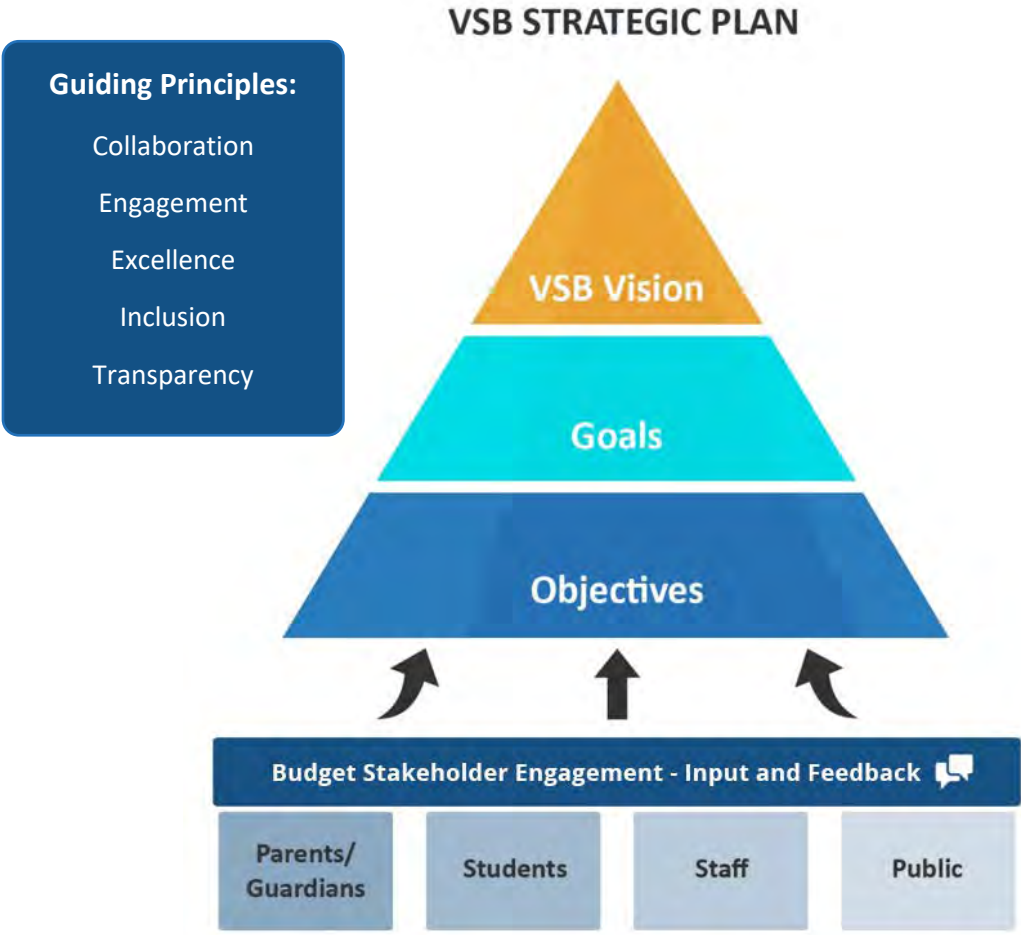 VSB STRATEGIC PLAN
Guiding Principles:
Collaboration
Engagement
Excellence
Inclusion
Transparency
VSB Vision
Goals
Objectives
Budget Stakeholder Engagement - Input and Feedback
Parents/
Guardians
Students
Staff
Public